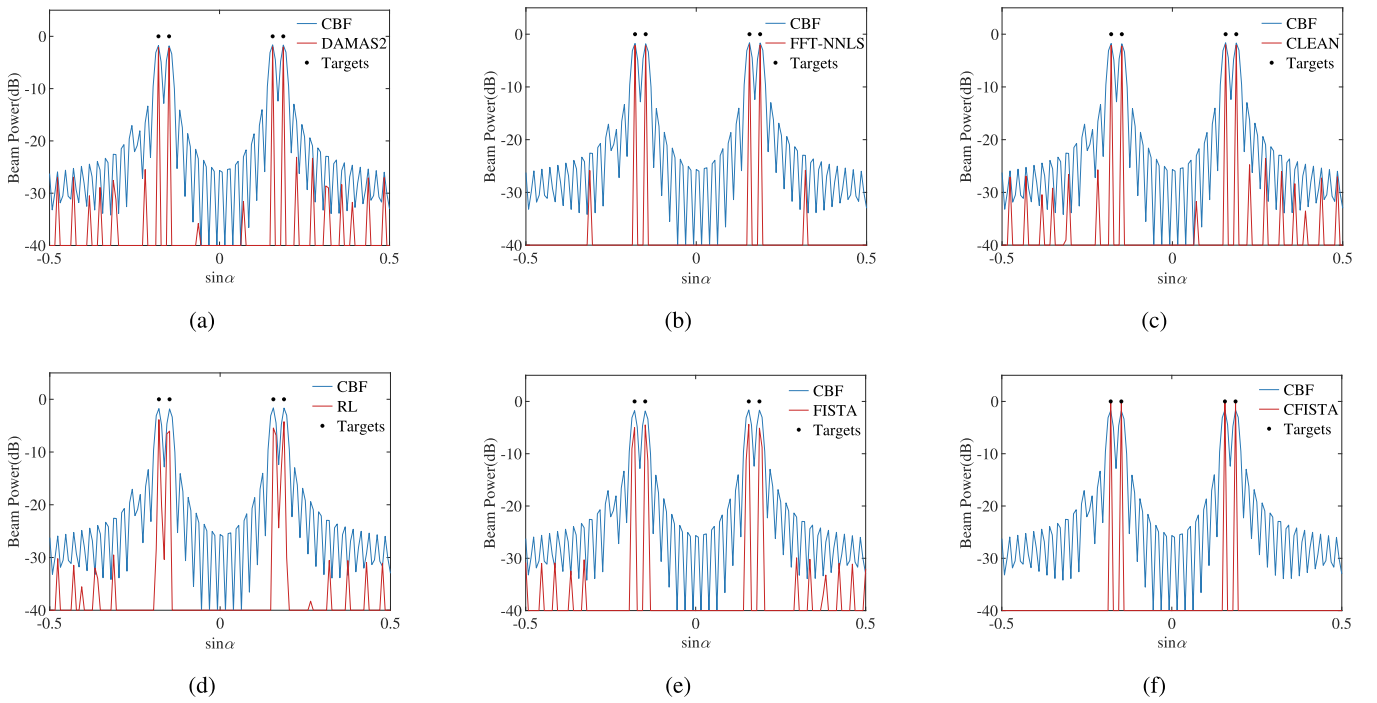 CBF
DAMAS2
Targets
Beam Power(dB)
0
-10
-20
-30
-40
-0.5
0
0.5
sinα
(a)
CBF
FFT-NNLS
Targets
Beam Power(dB)
0
-10
-20
-30
-40
-0.5
0
0.5
sinα
(b)
CBF
CLEAN
Targets
Beam Power(dB)
0
-10
-20
-30
-40
-0.5
0
0.5
sinα
(c)
CBF
RL
Targets
Beam Power(dB)
0
-10
-20
-30
-40
-0.5
0
0.5
sinα
(d)
CBF
FISTA
Targets
Beam Power(dB)
0
-10
-20
-30
-40
-0.5
0
0.5
sinα
(e)
CBF
CFISTA
Targets
Beam Power(dB)
0
-10
-20
-30
-40
-0.5
0
0.5
sinα
(f)